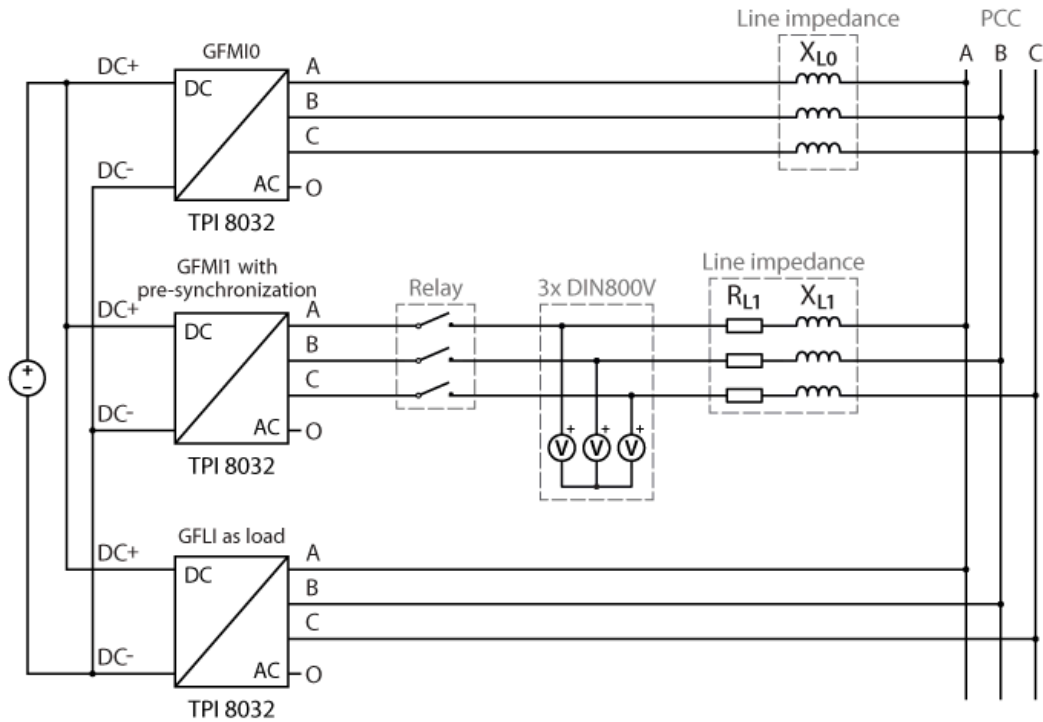 Line impedance
PCC
GFMI0
X_L0
A B C
DC+
DC
A
B
C
DC-
AC
O
TPI 8032
GFMI1 with
pre-synchronization
Relay
3x DIN800V
Line impedance
R_L1
X_L1
DC+
DC
A
B
C
+
-
DC-
AC
O
V + V + V +
TPI 8032
GFLI as load
DC+
DC
A
B
C
DC-
AC
O
TPI 8032